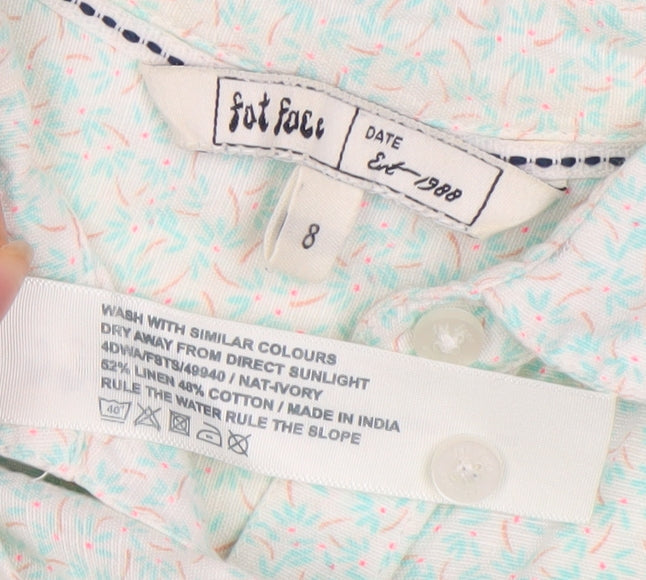 fat face
DATE
Est 1988
8
WASH WITH SIMILAR COLOURS
DRY AWAY FROM DIRECT SUNLIGHT
4DWA/FSTS/49940 / NAT-IVORY
52% LINEN 48% COTTON / MADE IN INDIA
RULE THE WATER RULE THE SLOPE
40°